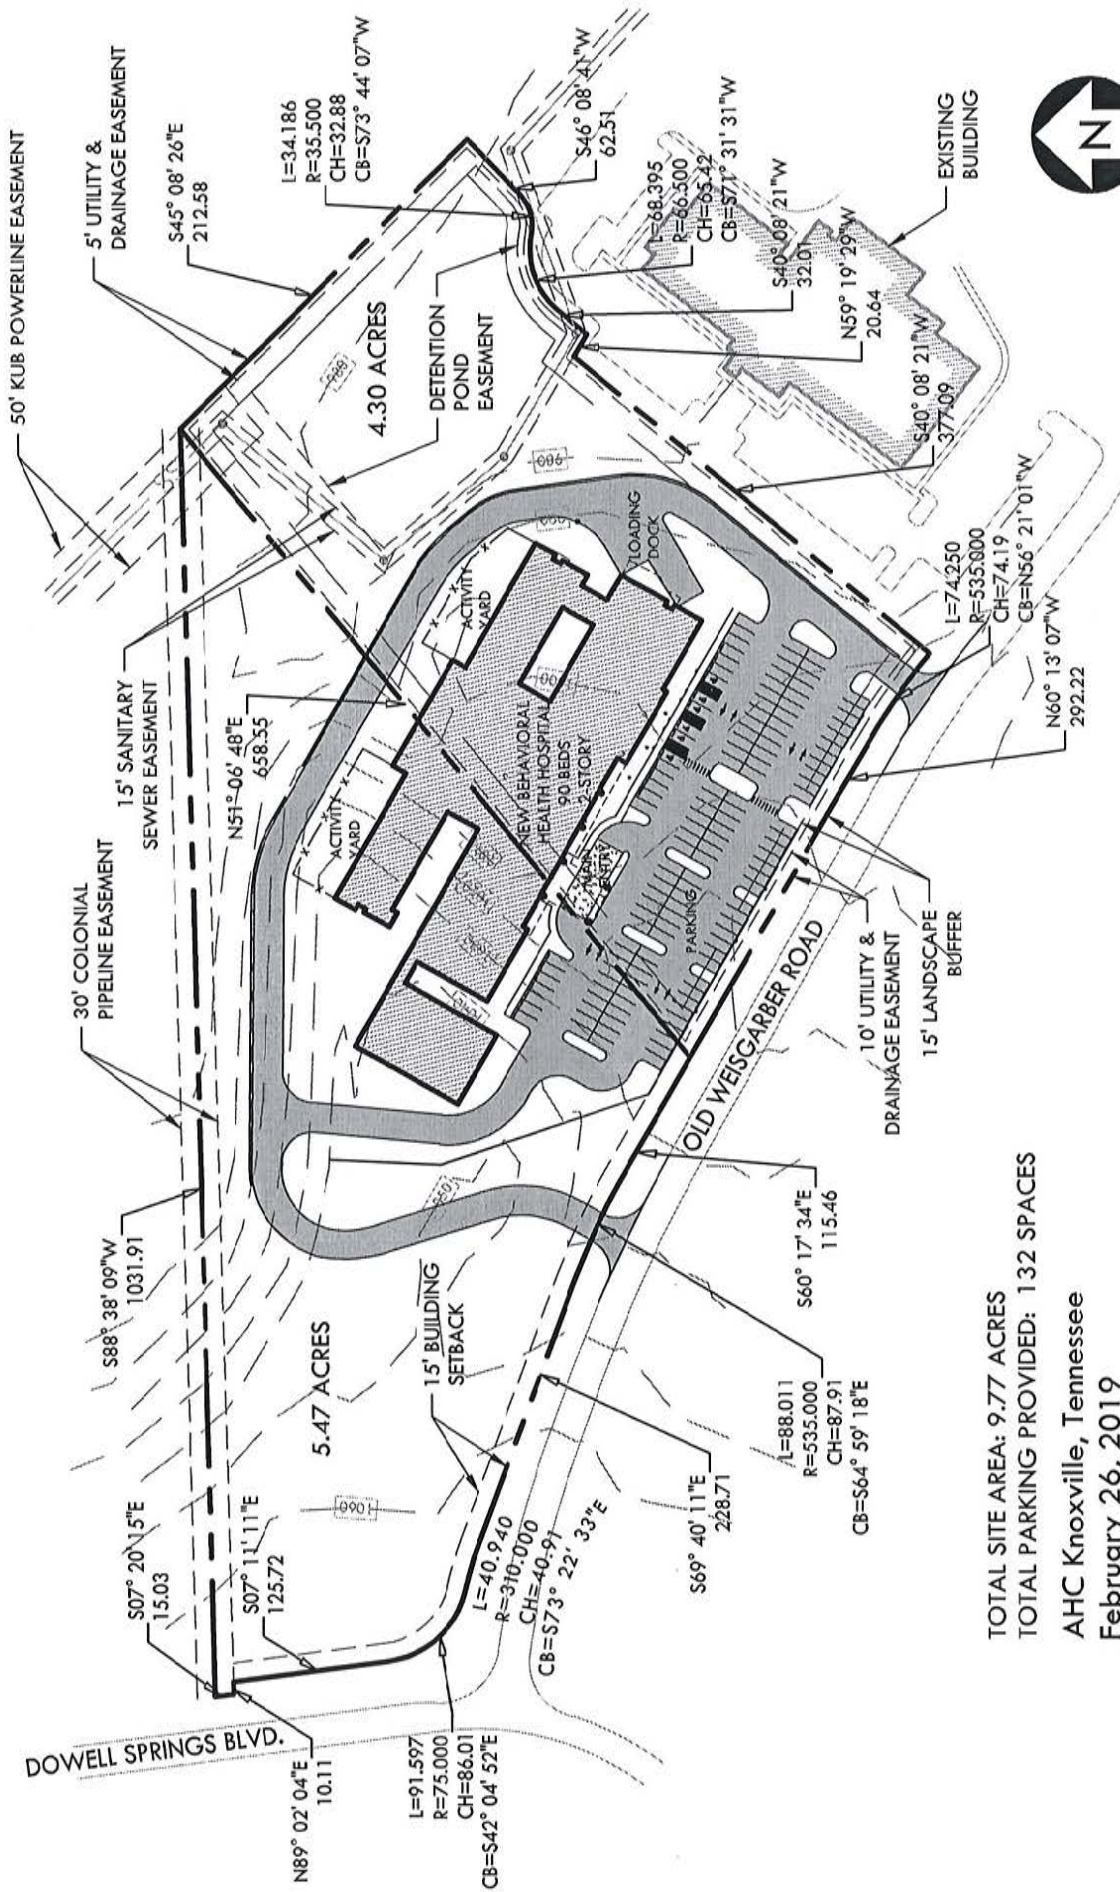 50' KUB POWERLINE EASEMENT
5' UTILITY &
DRAINAGE EASEMENT
S45° 08' 26"E
212.58
L=34.186
R=35.500
CH=32.88
CB=S73° 44' 07"W
S46° 08' 41"W
62.51
L=68.395
R=66.500
CH=65.42
CB=S71° 31' 31"W
S40° 08' 21"W
32.01
N59° 19' 29"W
20.64
EXISTING
BUILDING
N
S40° 08' 21"W
377.09
L=74.250
R=535.000
CH=74.19
CB=N56° 21' 01"W
N60° 13' 07"W
292.22
4.30 ACRES
DETENTION
POND
EASEMENT
15' SANITARY
SEWER EASEMENT
N51° 06' 48"E
658.55
30' COLONIAL
PIPELINE EASEMENT
ACTIVITY
YARD
ACTIVITY
YARD
LOADING
DOCK
NEW BEHAVIORAL
HEALTH HOSPITAL
90 BEDS
2-STORY
MAIN
ENTRY
PARKING
15' LANDSCAPE
BUFFER
10' UTILITY &
DRAINAGE EASEMENT
OLD WEISGARBER ROAD
S88° 38' 09"W
1031.91
5.47 ACRES
15' BUILDING
SETBACK
S60° 17' 34"E
115.46
L=88.011
R=535.000
CH=87.91
CB=S64° 59' 18"E
S69° 40' 11"E
228.71
S07° 20' 15"E
15.03
S07° 11' 11"E
125.72
L=40.940
R=310.000
CH=40.91
CB=S73° 22' 33"E
DOWELL SPRINGS BLVD.
N89° 02' 04"E
10.11
L=91.597
R=75.000
CH=86.01
CB=S42° 04' 52"E
TOTAL SITE AREA: 9.77 ACRES
TOTAL PARKING PROVIDED: 132 SPACES
AHC Knoxville, Tennessee
February 26, 2019